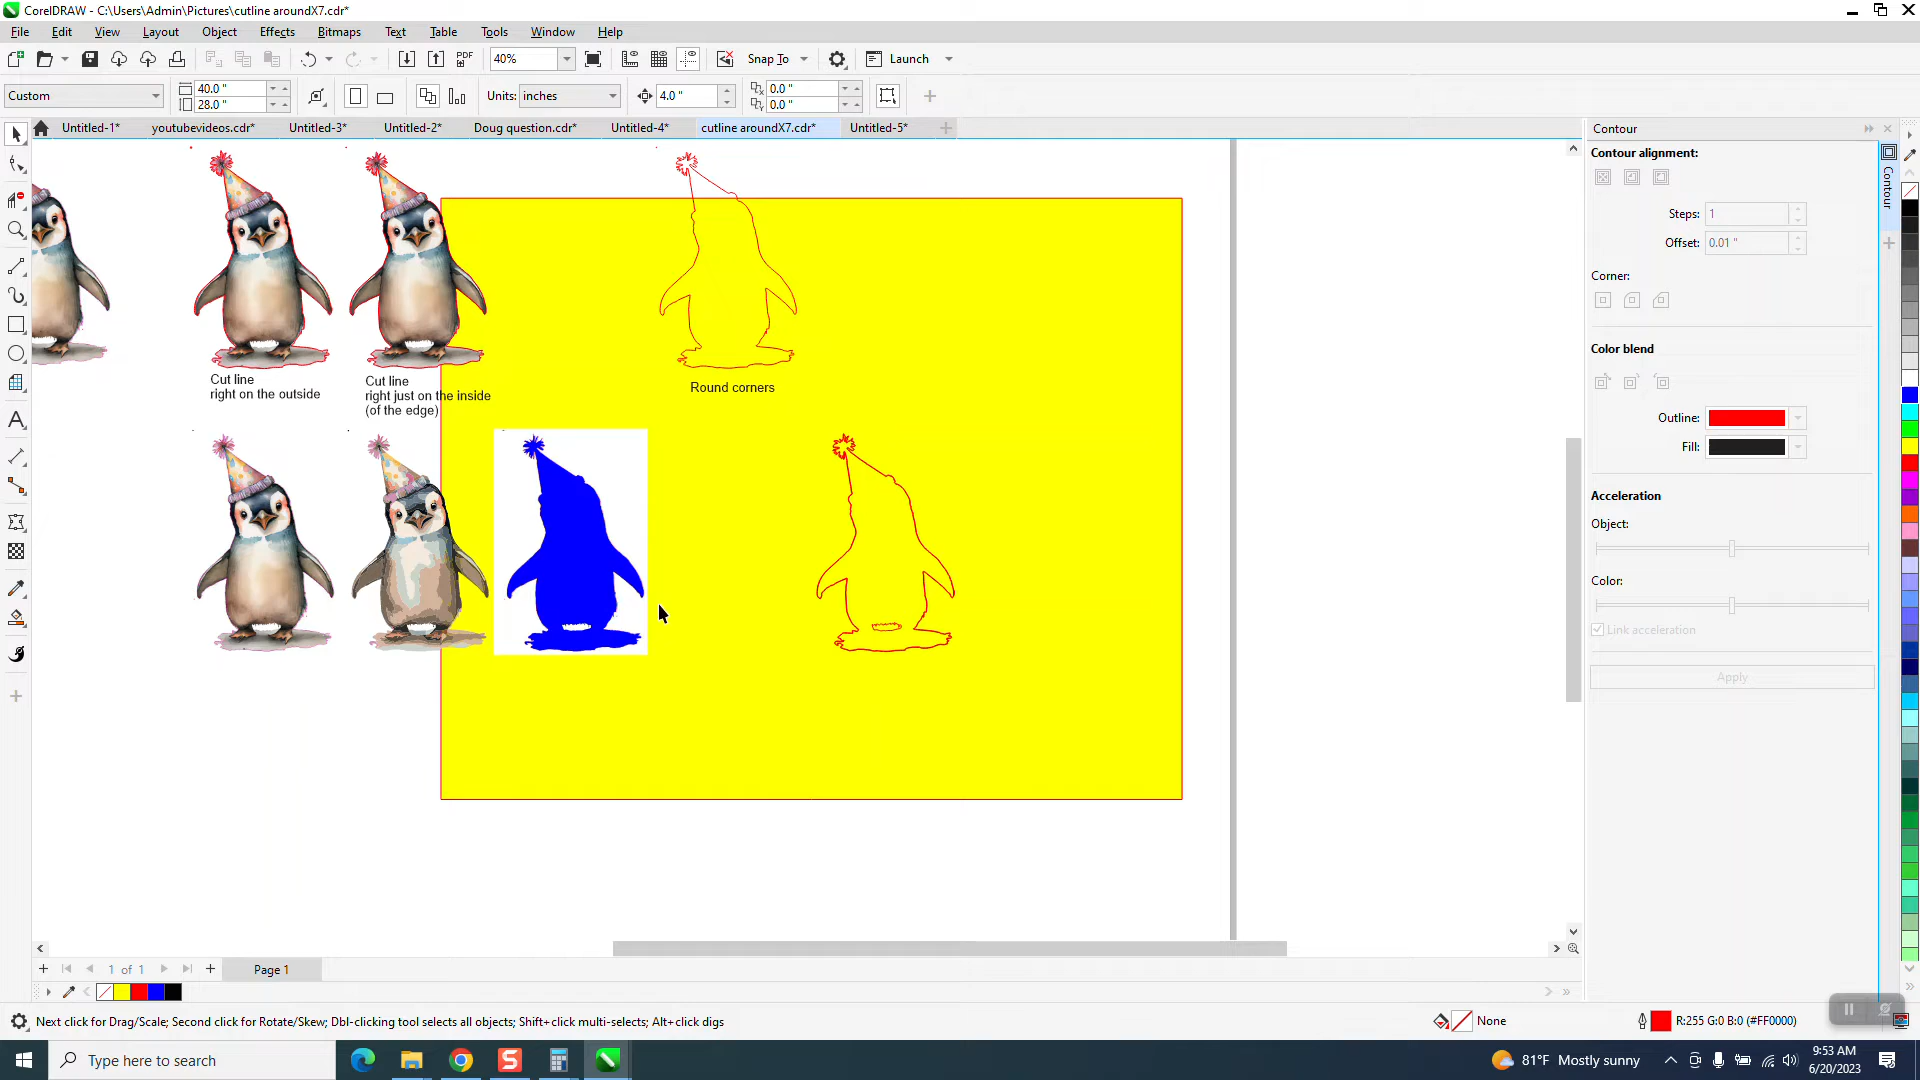 CorelDRAW - C:\Users\Admin\Pictures\cutline aroundX7.cdr*
File Edit View Layout Object Effects Bitmaps Text Table Tools Window Help
PDF 40% Snap To Launch
Custom 40.0 " 28.0 " Units: inches 4.0 " 0.0 " 0.0 "
Untitled-1* youtubevideos.cdr* Untitled-3* Untitled-2* Doug question.cdr* Untitled-4* cutline aroundX7.cdr* Untitled-5*
Contour
Contour alignment:
Contour
Steps: 1
Offset: 0.01 "
Corner:
Color blend
Outline:
Fill:
Acceleration
Object:
Color:
Link acceleration
Apply
Cut line
right on the outside
Cut line
right just on the inside
(of the edge)
Round corners
1 of 1 Page 1
Next click for Drag/Scale; Second click for Rotate/Skew; Dbl-clicking tool selects all objects; Shift+click multi-selects; Alt+click digs
None R:255 G:0 B:0 (#FF0000)
Type here to search
81°F Mostly sunny
9:53 AM
6/20/2023